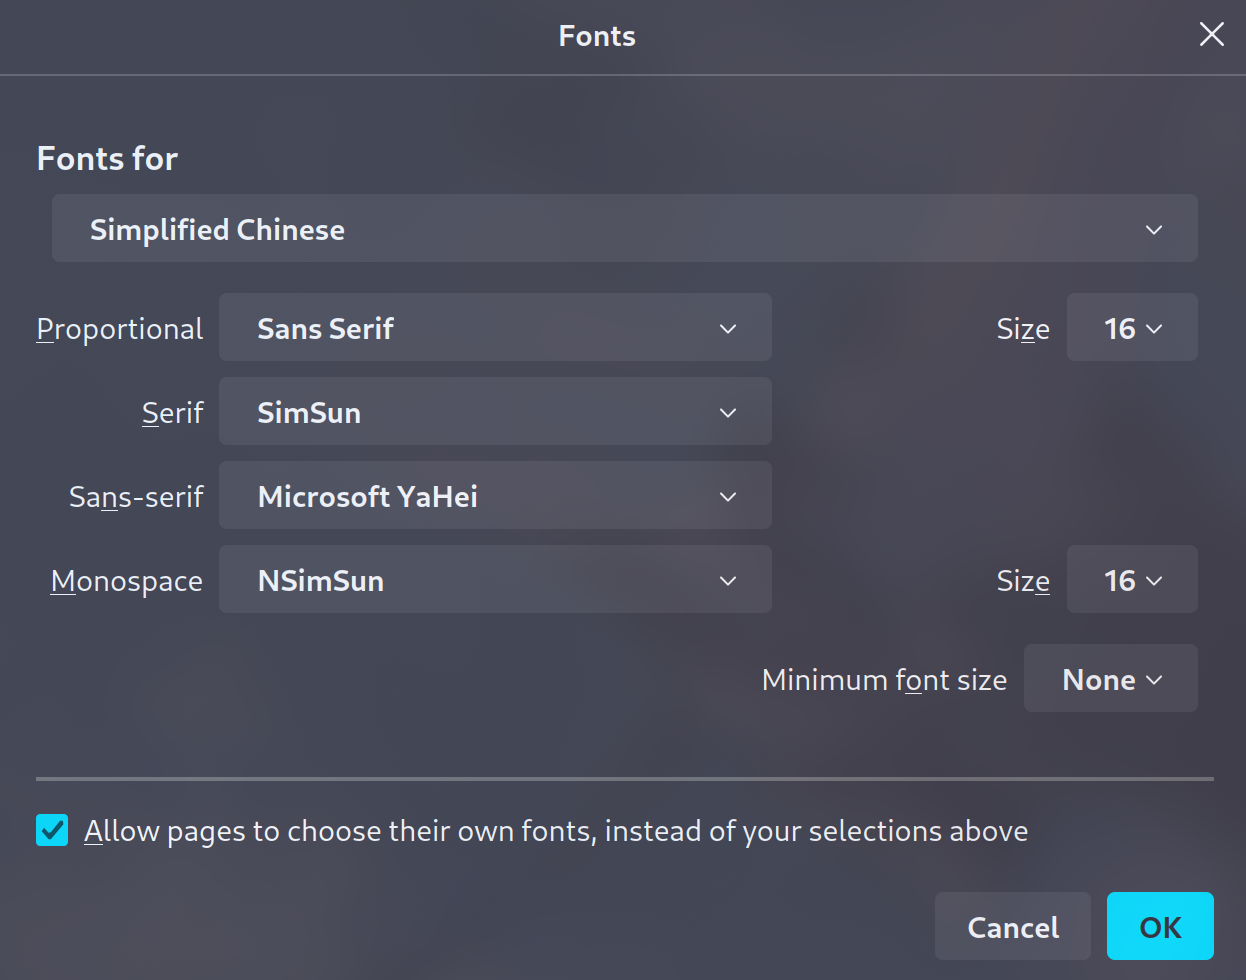 Fonts
Fonts for
Simplified Chinese
Proportional Sans Serif Size 16
Serif SimSun
Sans-serif Microsoft YaHei
Monospace NSimSun Size 16
Minimum font size None
Allow pages to choose their own fonts, instead of your selections above
Cancel OK